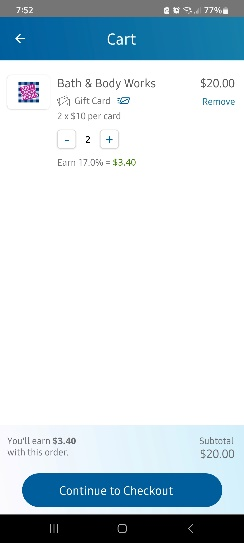 7:52
77%
Cart
Bath & Body Works
$20.00
Gift Card
Remove
2 x $10 per card
- 2 +
Earn 17.0% = $3.40
You'll earn $3.40
with this order.
Subtotal
$20.00
Continue to Checkout